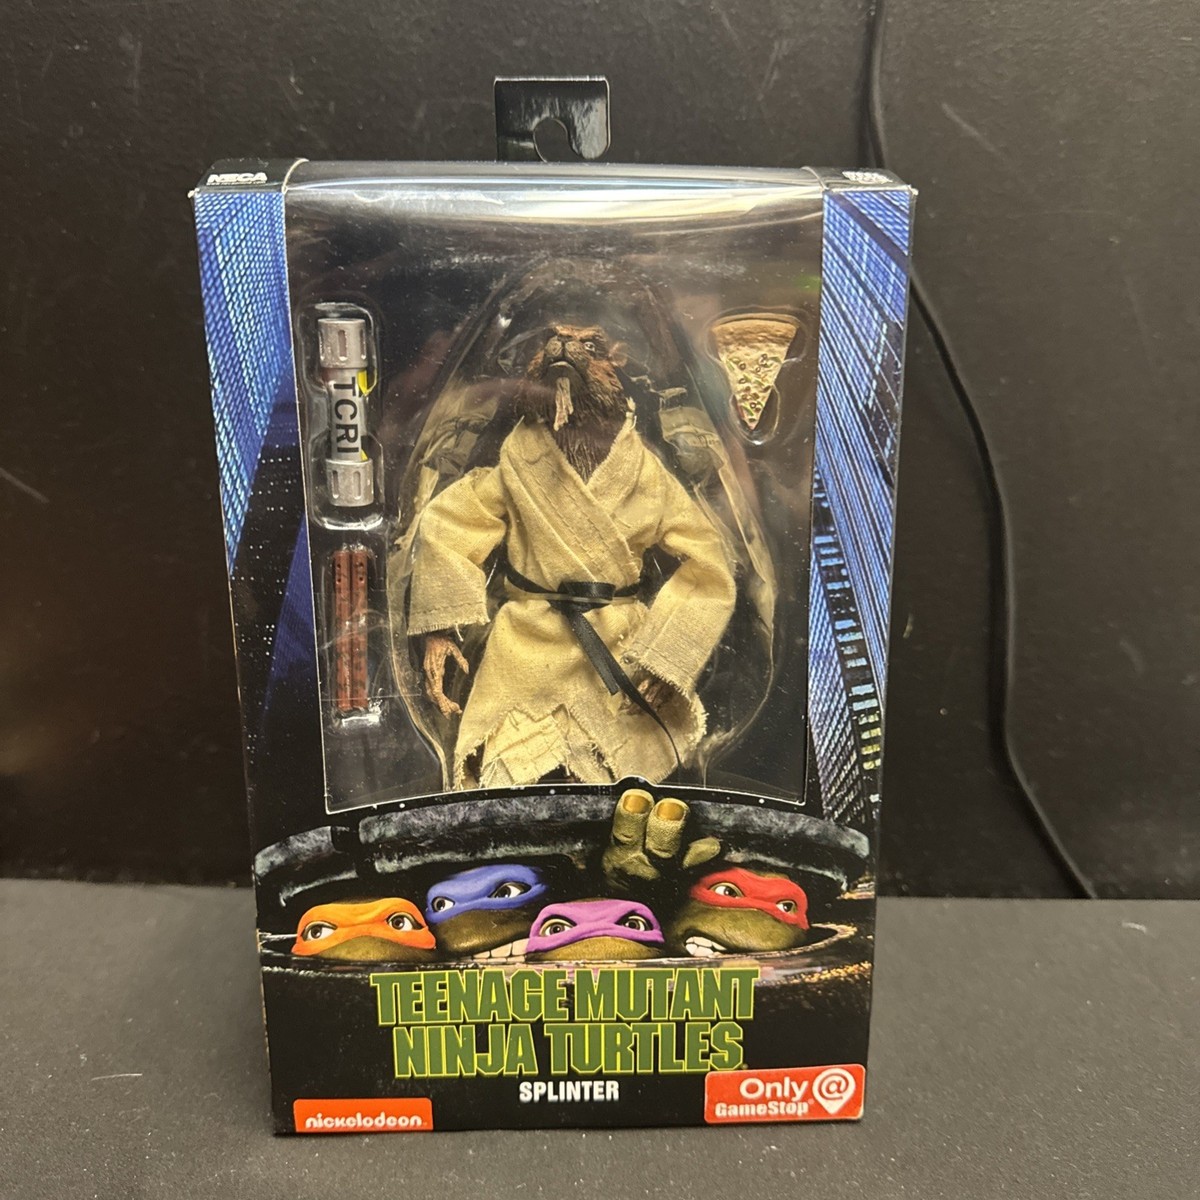 NECA
TCRI
TEENAGE MUTANT
NINJA TURTLES
SPLINTER
nickelodeon
Only @
GameStop